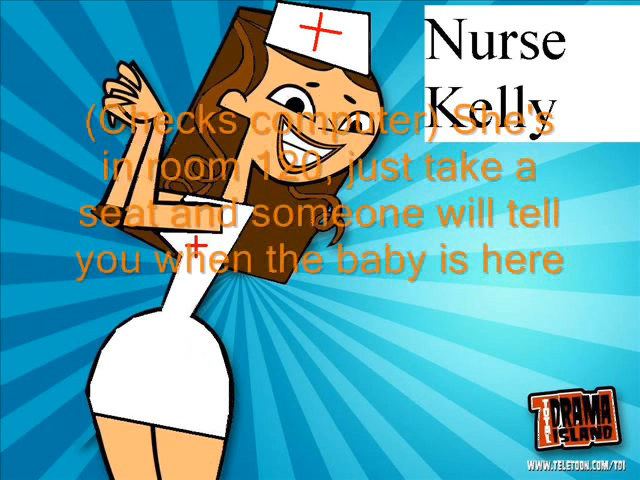 Nurse
Kelly
(Checks computer) She's
in room 120, just take a
seat and someone will tell
you when the baby is here
TOTAL
DRAMA
ISLAND
WWW.TELETOON.COM/TDI